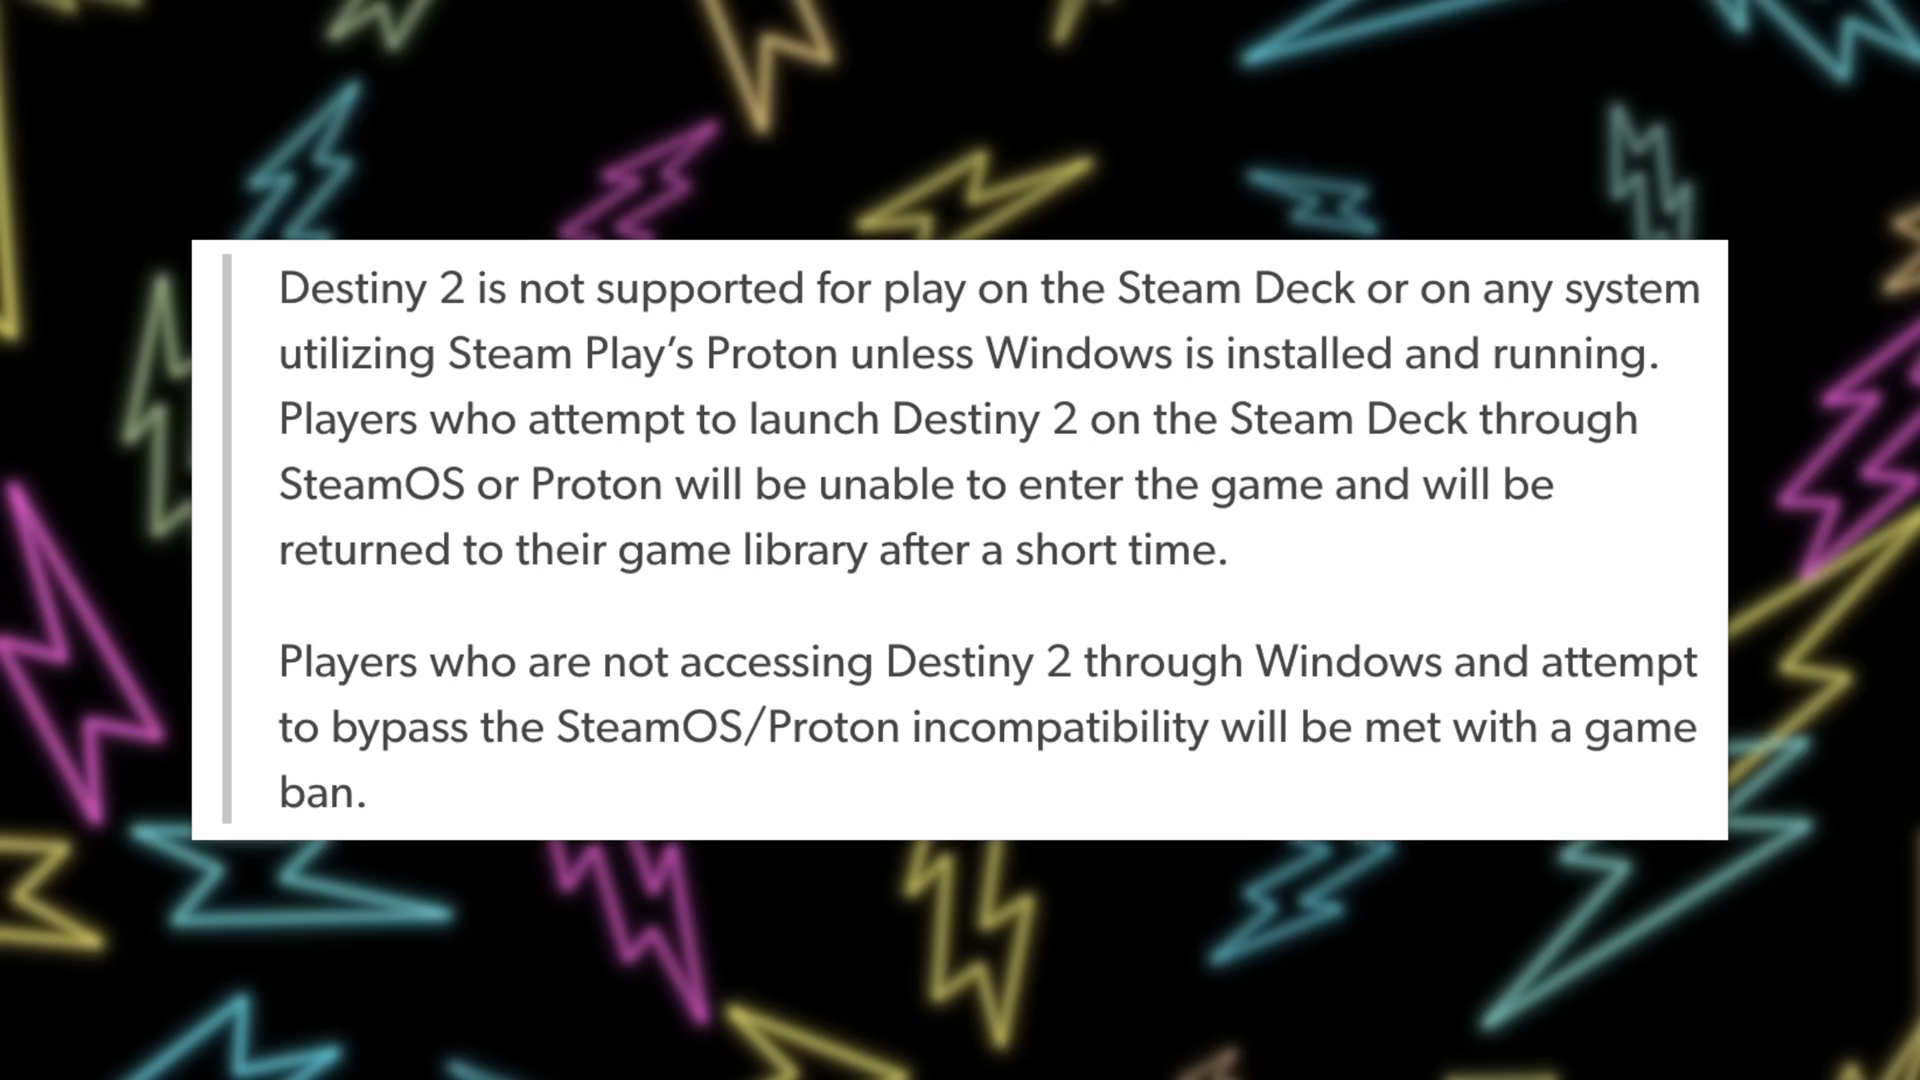 Destiny 2 is not supported for play on the Steam Deck or on any system
utilizing Steam Play’s Proton unless Windows is installed and running.
Players who attempt to launch Destiny 2 on the Steam Deck through
SteamOS or Proton will be unable to enter the game and will be
returned to their game library after a short time.
Players who are not accessing Destiny 2 through Windows and attempt
to bypass the SteamOS/Proton incompatibility will be met with a game
ban.